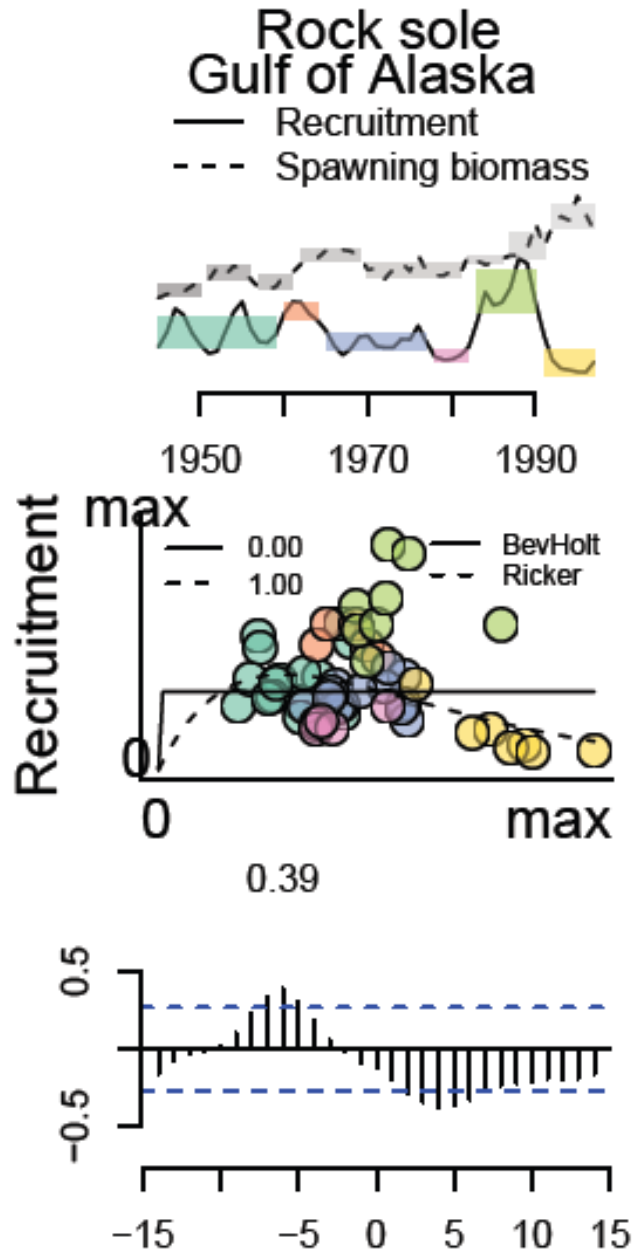 Rock sole
Gulf of Alaska
Recruitment
Spawning biomass
1950 1970 1990
Recruitment
max
0.00 BevHolt
1.00 Ricker
0
0 max
0.39
0.5
−0.5
−15 −5 0 5 10 15